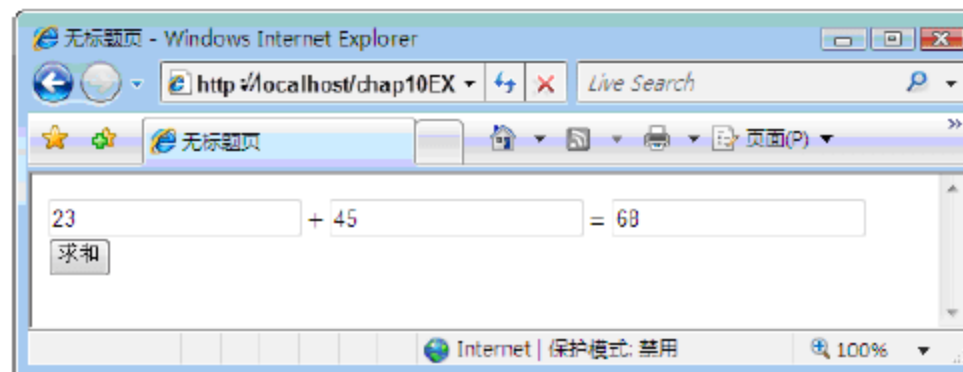 无标题页 - Windows Internet Explorer
http://localhost/chap10EX
Live Search
无标题页
页面(P)
23 + 45 = 68
求和
Internet | 保护模式: 禁用
100%